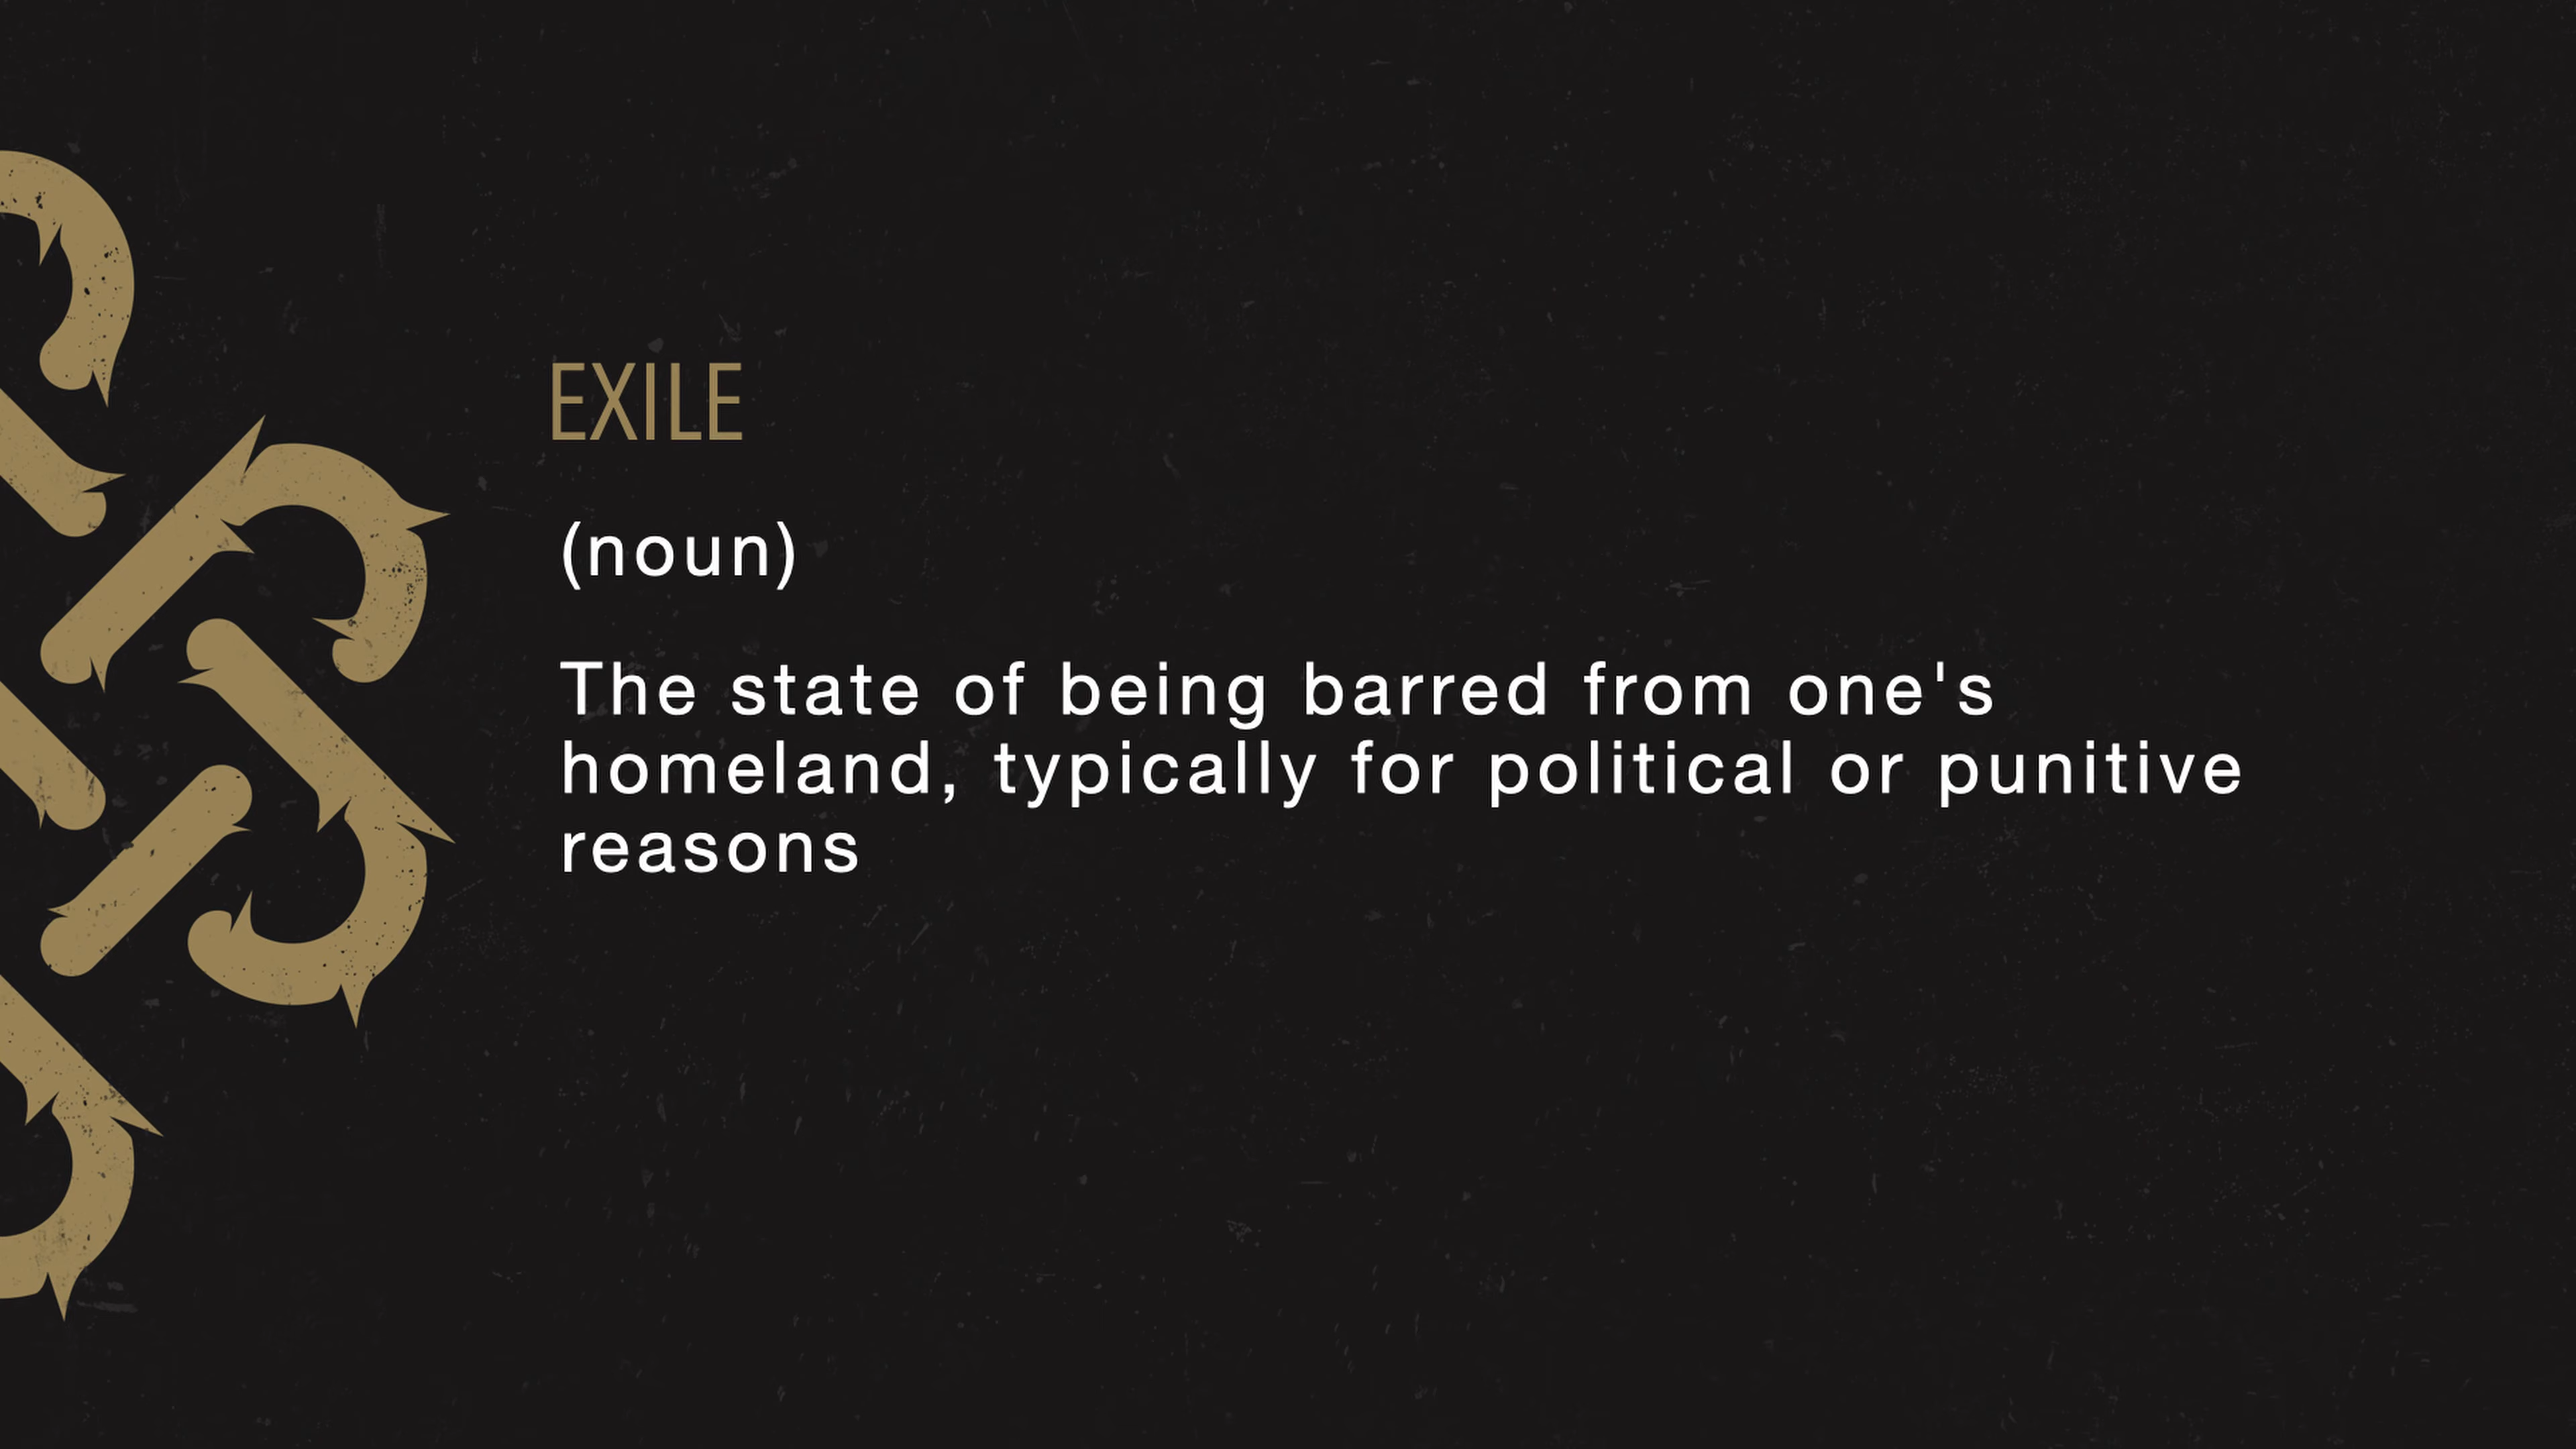 EXILE
(noun)
The state of being barred from one's
homeland, typically for political or punitive
reasons